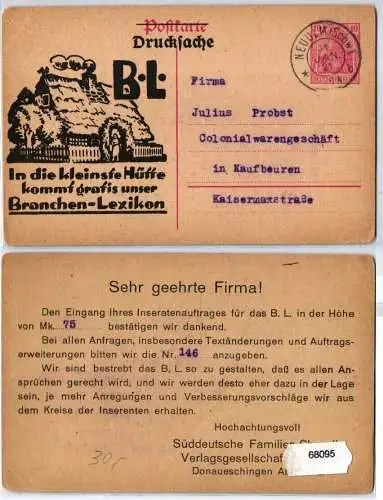 Postkarte
Drucksache
B.L.
In die kleinste Hütte
kommt gratis unser
Branchen-Lexikon
Firma
Julius Probst
Colonialwarengeschäft
in Kaufbeuren
Kaisermaxstraße
Sehr geehrte Firma!
Den Eingang Ihres Inseratenauftrages für das B. L. in der Höhe
von Mk. 75 bestätigen wir dankend.
Bei allen Anfragen, insbesondere Textänderungen und Auftrags-
erweiterungen bitten wir die Nr. 146 anzugeben.
Wir sind bestrebt das B. L. so zu gestalten, daß es allen An-
sprüchen gerecht wird, und wir werden desto eher dazu in der Lage
sein, je mehr Anregungen und Verbesserungsvorschläge wir aus
dem Kreise der Inserenten erhalten.
Hochachtungsvoll
Süddeutsche Familien
Verlagsgesellschaft
Donaueschingen
30,-
68095